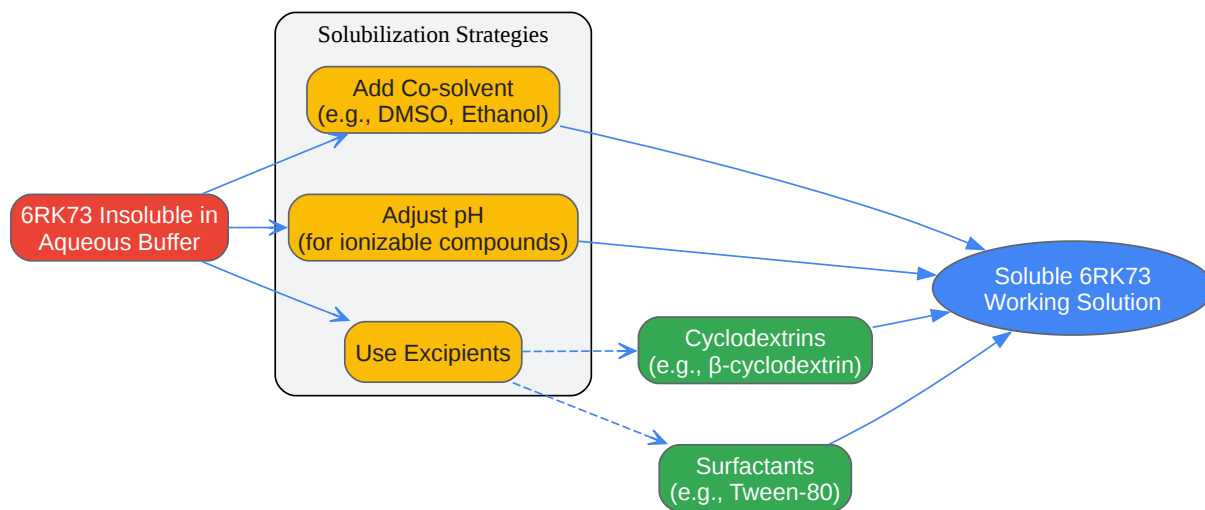 Solubilization Strategies
Add Co-solvent
(e.g., DMSO, Ethanol)
6RK73 Insoluble in
Aqueous Buffer
Adjust pH
(for ionizable compounds)
Use Excipients
Cyclodextrins
(e.g., β-cyclodextrin)
Surfactants
(e.g., Tween-80)
Soluble 6RK73
Working Solution